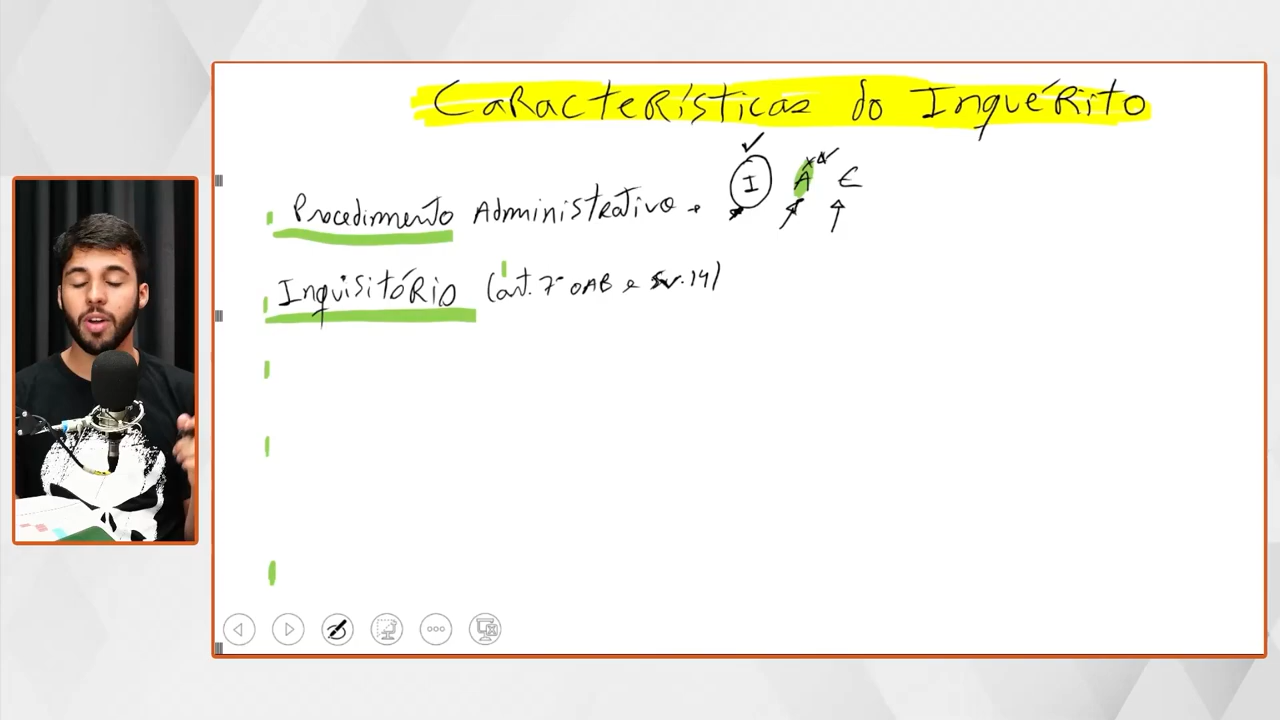 Características do Inquérito
I A E
Procedimento Administrativo
Inquisitório (art. 7º OAB e Sv. 14)